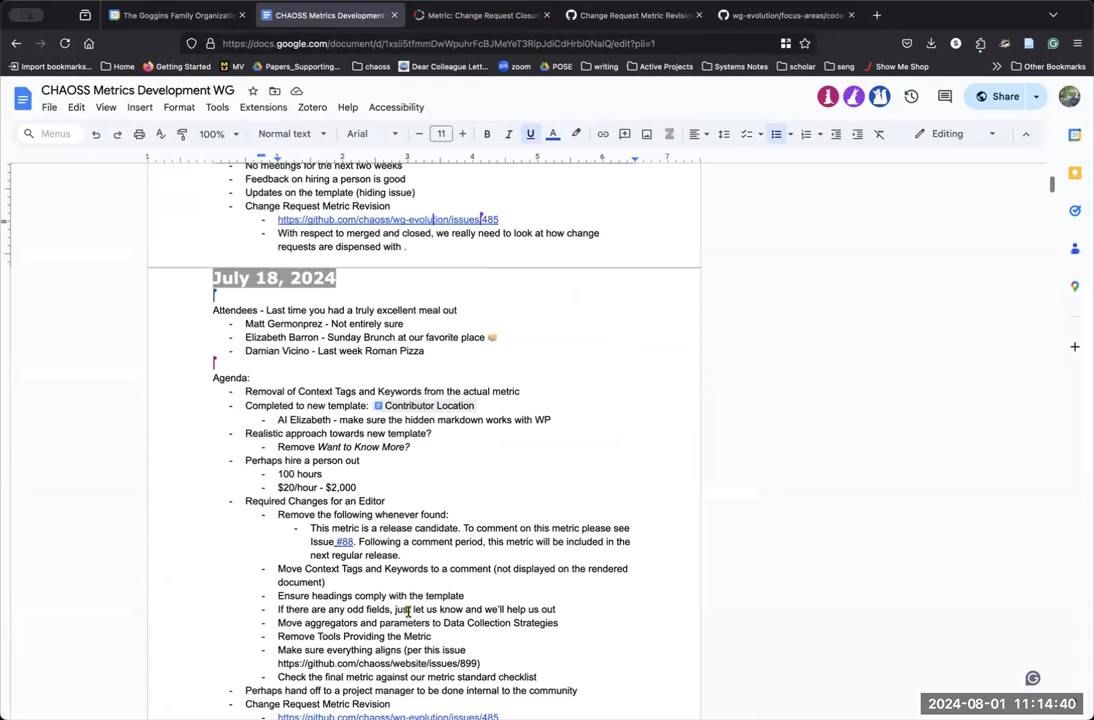 The Goggins Family Organizatio
CHAOSS Metrics Development
Metric: Change Request Closur
Change Request Metric Revision
wg-evolution/focus-areas/code
https://docs.google.com/document/d/1xsii5tfmmDwWpuhrFcBJMeYeT3RipJdiCdHrbi0NalQ/edit?pli=1
Import bookmarks...
Home
Getting Started
MV
Papers_Supporting...
chaoss
Dear Colleague Lett...
zoom
POSE
writing
Active Projects
Systems Notes
scholar
seng
Show Me Shop
Other Bookmarks
CHAOSS Metrics Development WG
File Edit View Insert Format Tools Extensions Zotero Help Accessibility
Share
Menus
100%
Normal text
Arial
11
Editing
1 1 2 3 4 5 6 7
- No meetings for the next two weeks
- Feedback on hiring a person is good
- Updates on the template (hiding issue)
- Change Request Metric Revision
- https://github.com/chaoss/wg-evolution/issues/485
- With respect to merged and closed, we really need to look at how change
requests are dispensed with .
July 18, 2024
Attendees - Last time you had a truly excellent meal out
- Matt Germonprez - Not entirely sure
- Elizabeth Barron - Sunday Brunch at our favorite place
- Damian Vicino - Last week Roman Pizza
Agenda:
- Removal of Context Tags and Keywords from the actual metric
- Completed to new template: Contributor Location
- AI Elizabeth - make sure the hidden markdown works with WP
- Realistic approach towards new template?
- Remove Want to Know More?
- Perhaps hire a person out
- 100 hours
- $20/hour - $2,000
- Required Changes for an Editor
- Remove the following whenever found:
- This metric is a release candidate. To comment on this metric please see
Issue #88. Following a comment period, this metric will be included in the
next regular release.
- Move Context Tags and Keywords to a comment (not displayed on the rendered
document)
- Ensure headings comply with the template
- If there are any odd fields, just let us know and we'll help us out
- Move aggregators and parameters to Data Collection Strategies
- Remove Tools Providing the Metric
- Make sure everything aligns (per this issue
https://github.com/chaoss/website/issues/899)
- Check the final metric against our metric standard checklist
- Perhaps hand off to a project manager to be done internal to the community
- Change Request Metric Revision
- https://github.com/chaoss/wg-evolution/issues/485
2024-08-01 11:14:40